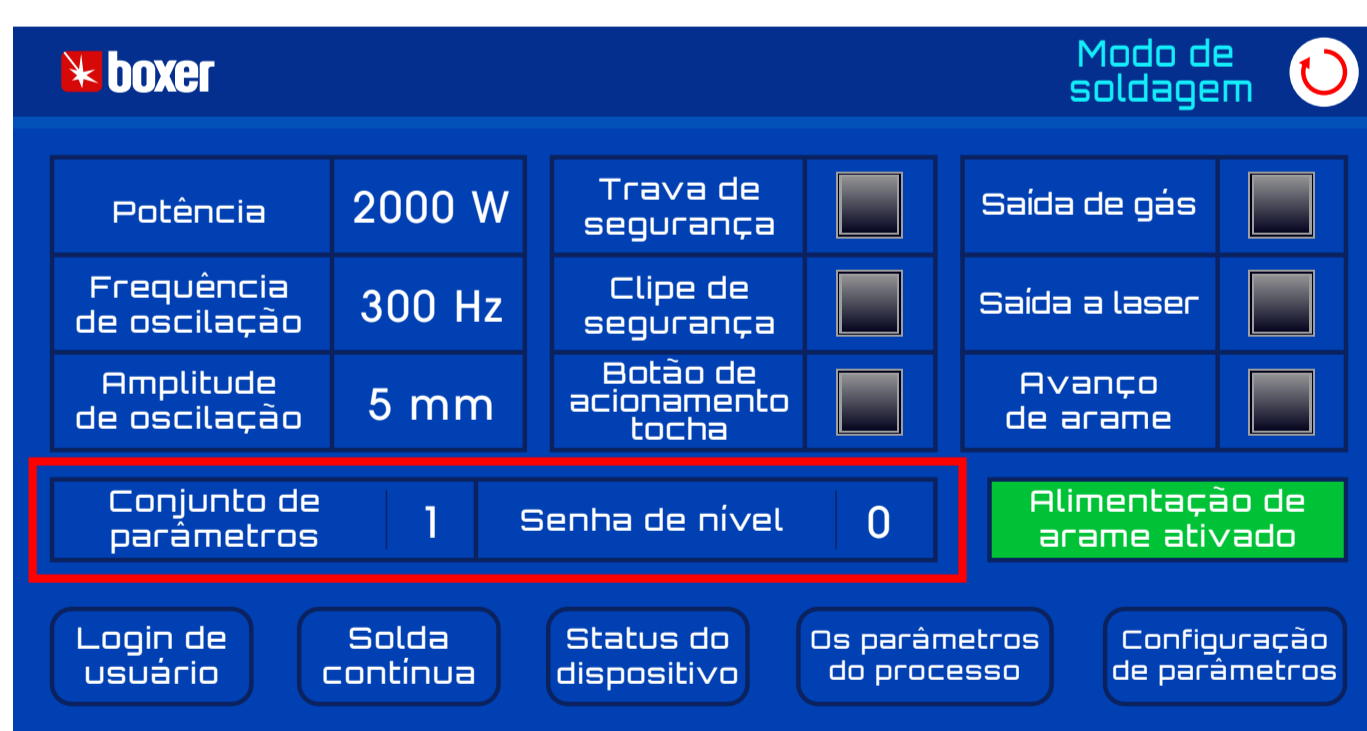 boxer
Modo de
soldagem
Potência
2000 W
Trava de
segurança
Saída de gás
Frequência
de oscilação
300 Hz
Clipe de
segurança
Saída a laser
Amplitude
de oscilação
5 mm
Botão de
acionamento
tocha
Avanço
de arame
Conjunto de
parâmetros
1
Senha de nível
0
Alimentação de
arame ativado
Login de
usuário
Solda
contínua
Status do
dispositivo
Os parâmetros
do processo
Configuração
de parâmetros